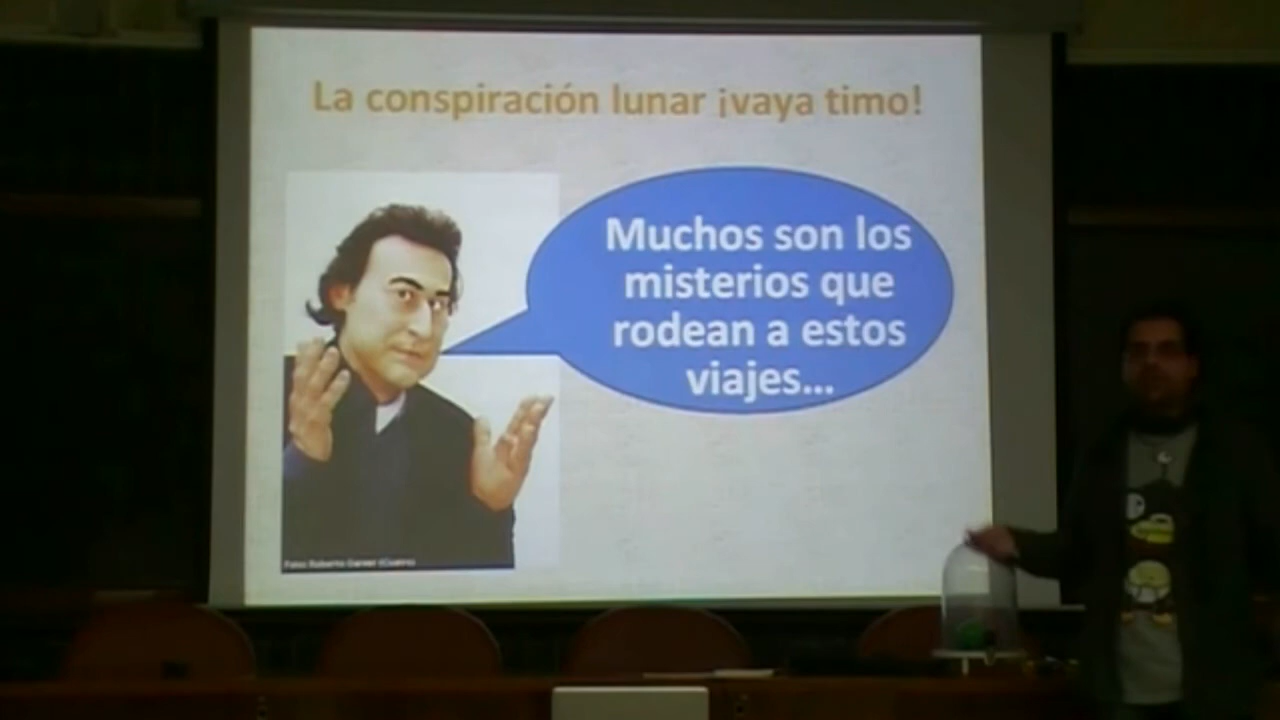 La conspiración lunar ¡vaya timo!
Muchos son los
misterios que
rodean a estos
viajes...